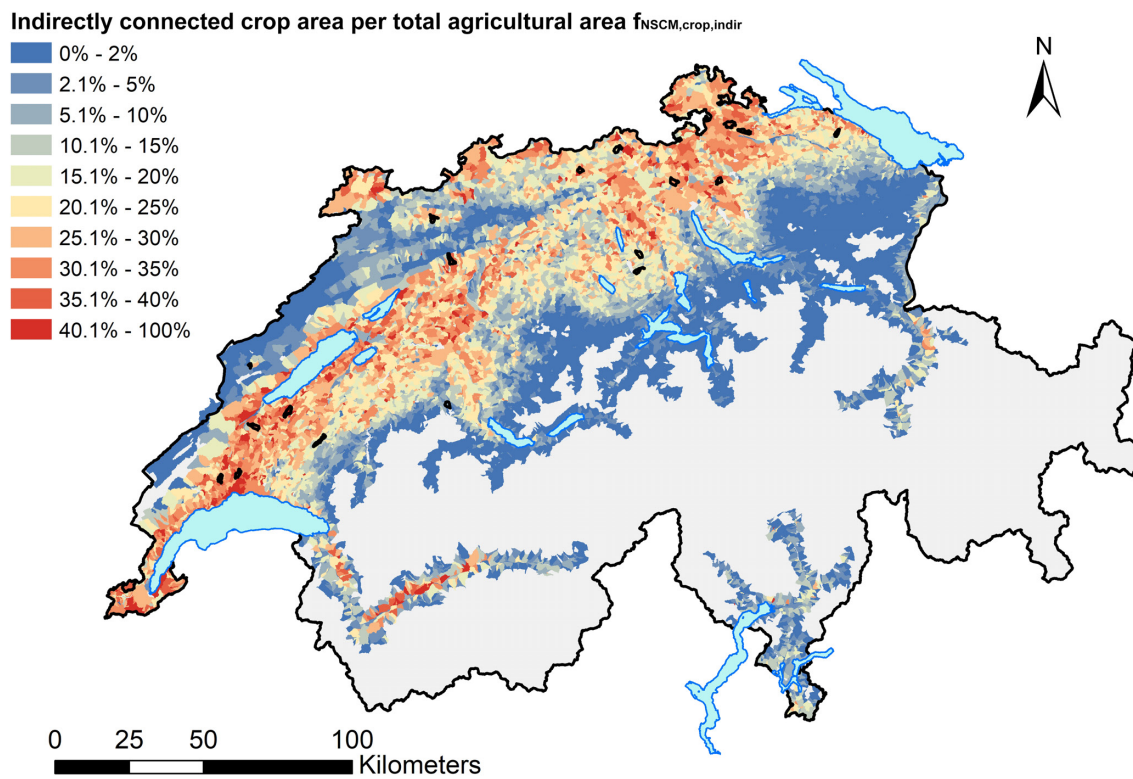 Indirectly connected crop area per total agricultural area fNSCM,crop,indir
0% - 2%
2.1% - 5%
5.1% - 10%
10.1% - 15%
15.1% - 20%
20.1% - 25%
25.1% - 30%
30.1% - 35%
35.1% - 40%
40.1% - 100%
N
0 25 50 100
Kilometers